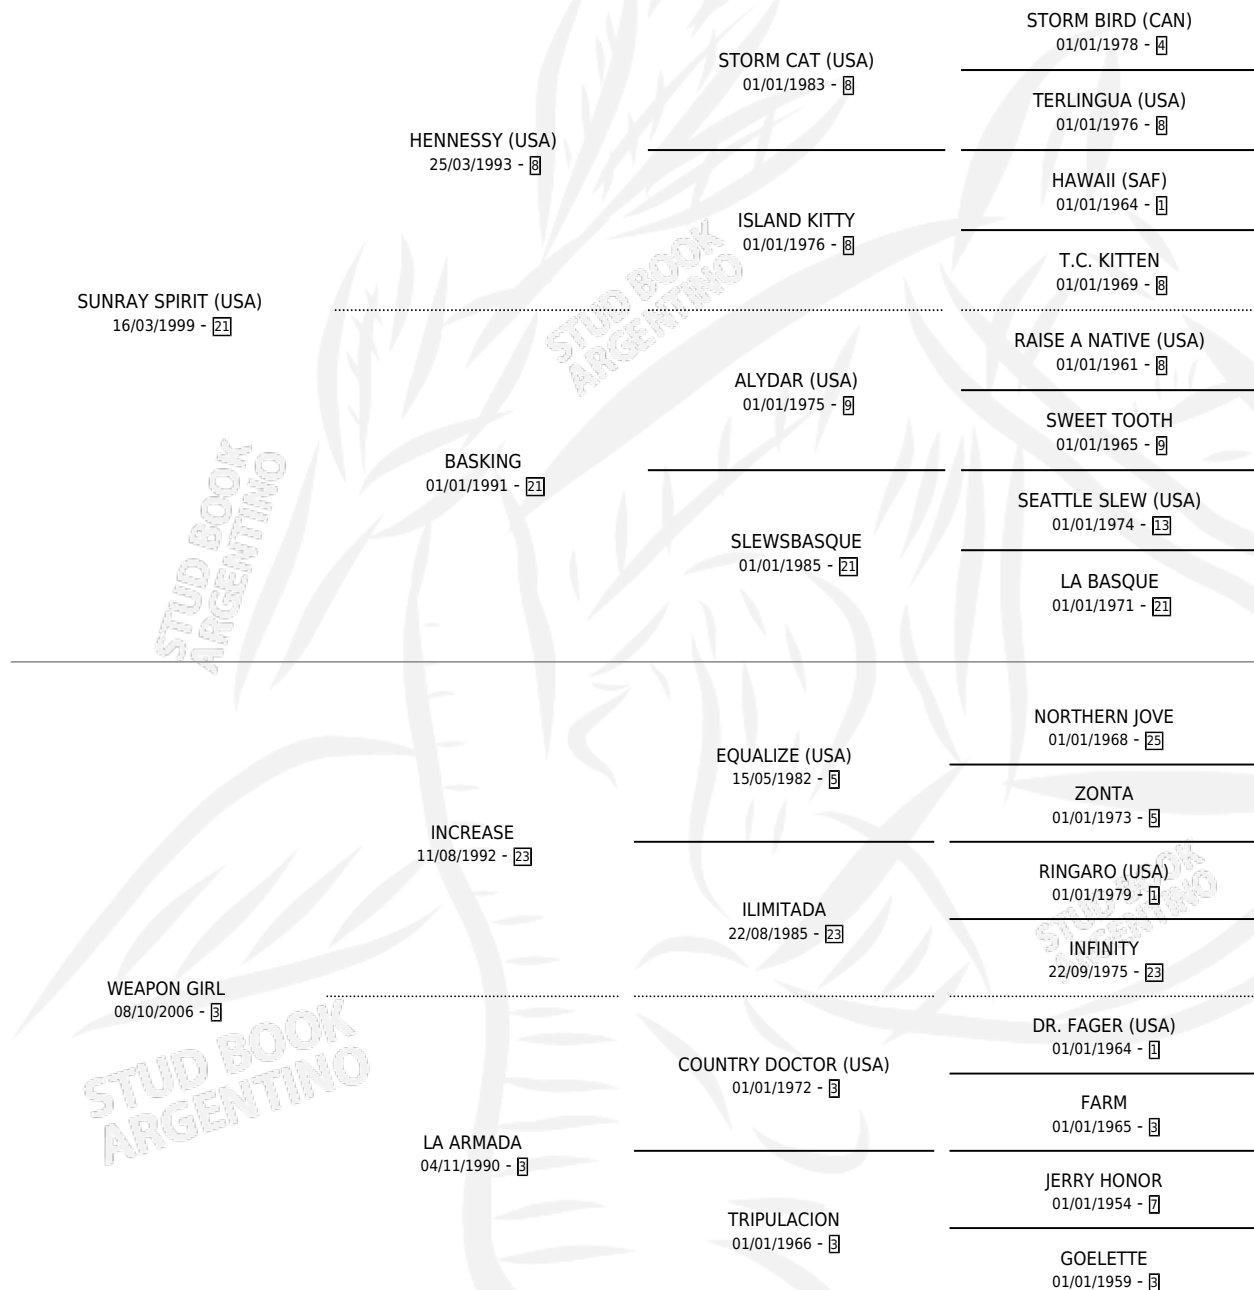 STORM BIRD (CAN)
01/01/1978 - 4
STORM CAT (USA)
01/01/1983 - 8
TERLINGUA (USA)
01/01/1976 - 8
HENNESSY (USA)
25/03/1993 - 8
HAWAII (SAF)
01/01/1964 - 1
ISLAND KITTY
01/01/1976 - 8
T.C. KITTEN
01/01/1969 - 8
SUNRAY SPIRIT (USA)
16/03/1999 - 21
RAISE A NATIVE (USA)
01/01/1961 - 8
ALYDAR (USA)
01/01/1975 - 9
SWEET TOOTH
01/01/1965 - 9
BASKING
01/01/1991 - 21
SEATTLE SLEW (USA)
01/01/1974 - 13
SLEWSBASQUE
01/01/1985 - 21
LA BASQUE
01/01/1971 - 21
NORTHERN JOVE
01/01/1968 - 25
EQUALIZE (USA)
15/05/1982 - 5
ZONTA
01/01/1973 - 5
INCREASE
11/08/1992 - 23
RINGARO (USA)
01/01/1979 - 1
ILIMITADA
22/08/1985 - 23
INFINITY
22/09/1975 - 23
WEAPON GIRL
08/10/2006 - 3
DR. FAGER (USA)
01/01/1964 - 1
COUNTRY DOCTOR (USA)
01/01/1972 - 3
FARM
01/01/1965 - 3
LA ARMADA
04/11/1990 - 3
JERRY HONOR
01/01/1954 - 7
TRIPULACION
01/01/1966 - 3
GOELETTE
01/01/1959 - 3
STUD BOOK
ARGENTINO
STUD BOOK
ARGENTINO
STUD BOOK
ARGENTINO
STUD BOOK
ARGENTINO